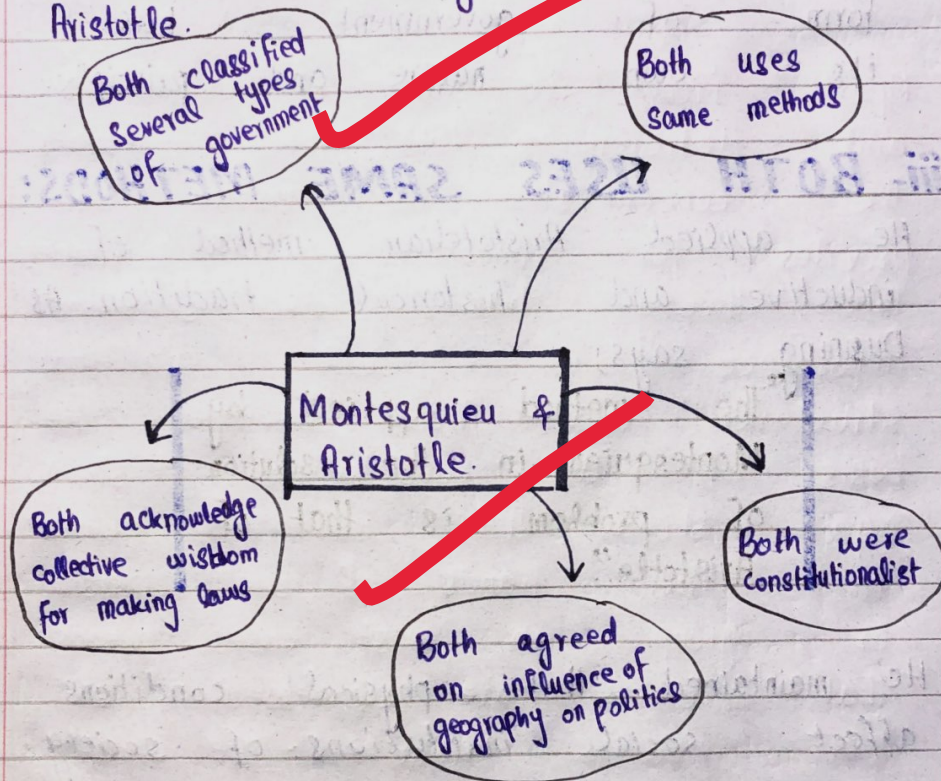 Aristotle.
Both classified
several types
of government
Both uses
same methods
Montesquieu &
Aristotle.
Both acknowledge
collective wisbdom
for making laws
Both were
constitutionalist
Both agreed
on influence of
geography on politics